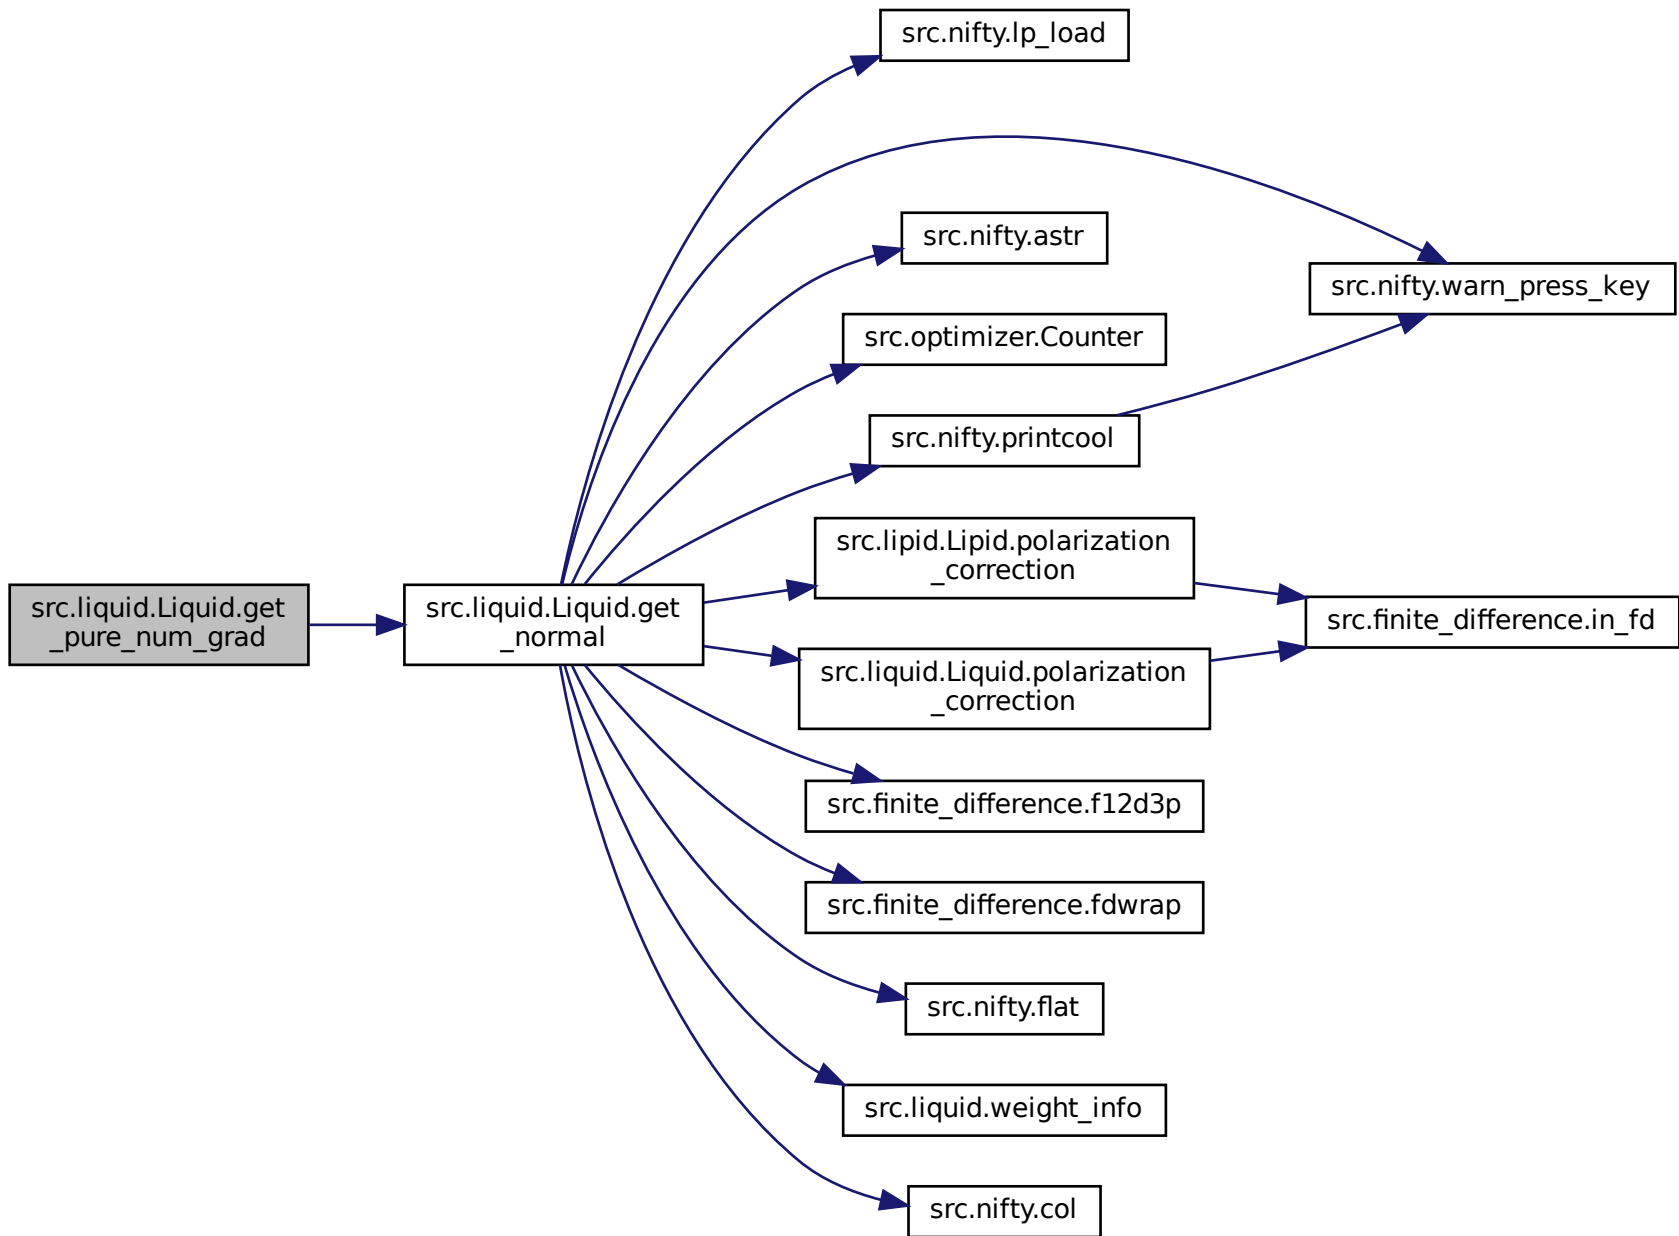 src.nifty.lp_load
src.nifty.astr
src.nifty.warn_press_key
src.optimizer.Counter
src.nifty.printcool
src.lipid.Lipid.polarization
_correction
src.liquid.Liquid.get
_pure_num_grad
src.liquid.Liquid.get
_normal
src.finite_difference.in_fd
src.liquid.Liquid.polarization
_correction
src.finite_difference.f12d3p
src.finite_difference.fdwrap
src.nifty.flat
src.liquid.weight_info
src.nifty.col